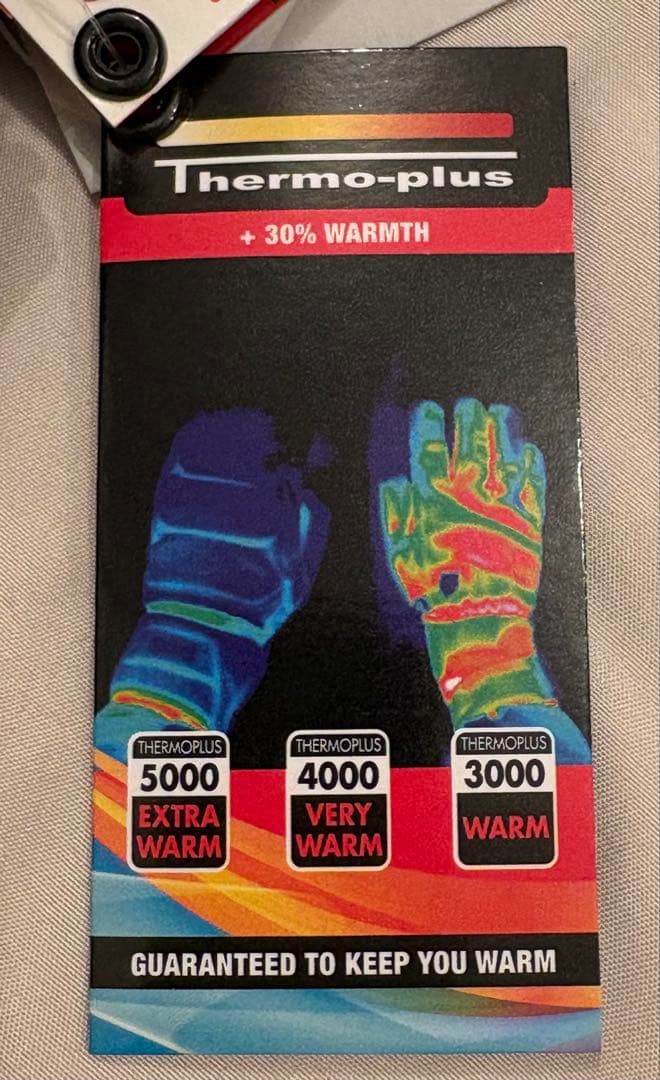 Thermo-plus
+ 30% WARMTH
THERMOPLUS
5000
EXTRA
WARM
THERMOPLUS
4000
VERY
WARM
THERMOPLUS
3000
WARM
GUARANTEED TO KEEP YOU WARM